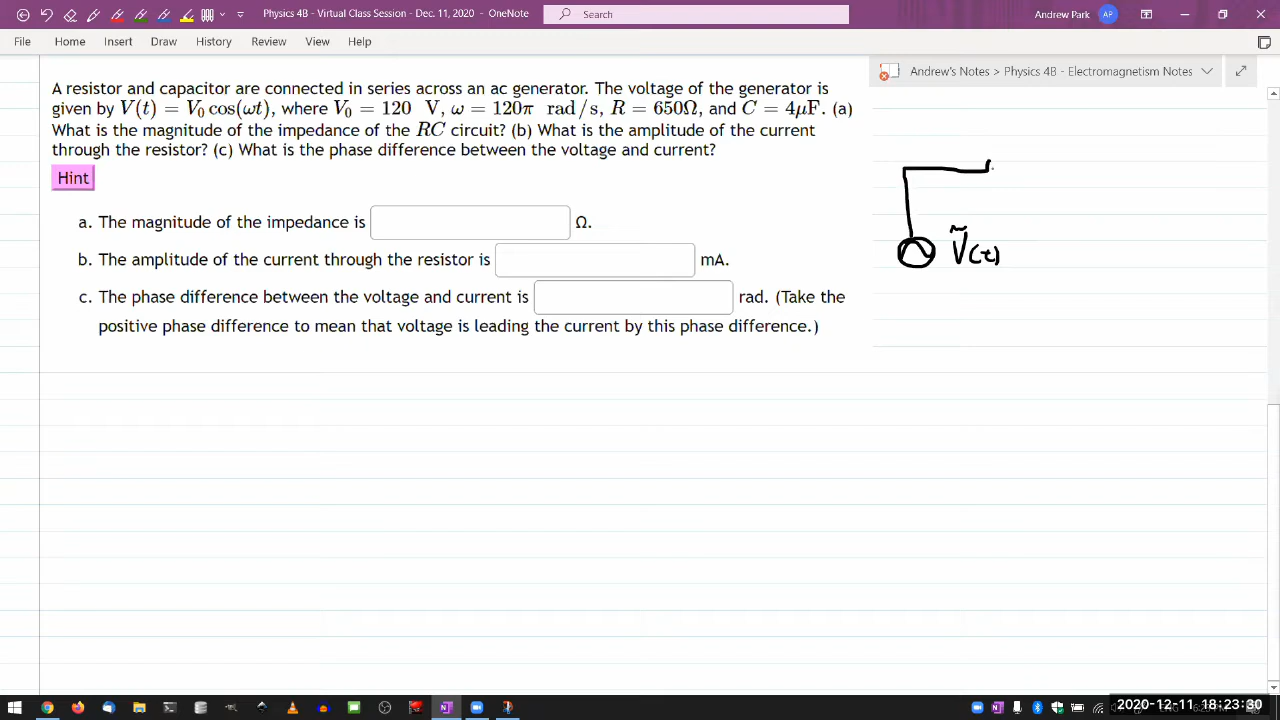 Physics 4B - Virtual Class Session - Dec. 11, 2020 - OneNote
Search
Andrew Park
AP
File Home Insert Draw History Review View Help
Andrew's Notes > Physics 4B - Electromagnetism Notes
A resistor and capacitor are connected in series across an ac generator. The voltage of the generator is
given by V(t) = V₀ cos(ωt), where V₀ = 120 V, ω = 120π rad/s, R = 650Ω, and C = 4μF. (a)
What is the magnitude of the impedance of the RC circuit? (b) What is the amplitude of the current
through the resistor? (c) What is the phase difference between the voltage and current?
Hint
a. The magnitude of the impedance is Ω.
b. The amplitude of the current through the resistor is mA.
c. The phase difference between the voltage and current is rad. (Take the
positive phase difference to mean that voltage is leading the current by this phase difference.)
Ṽ(t)
2020-12-11 18:23:30